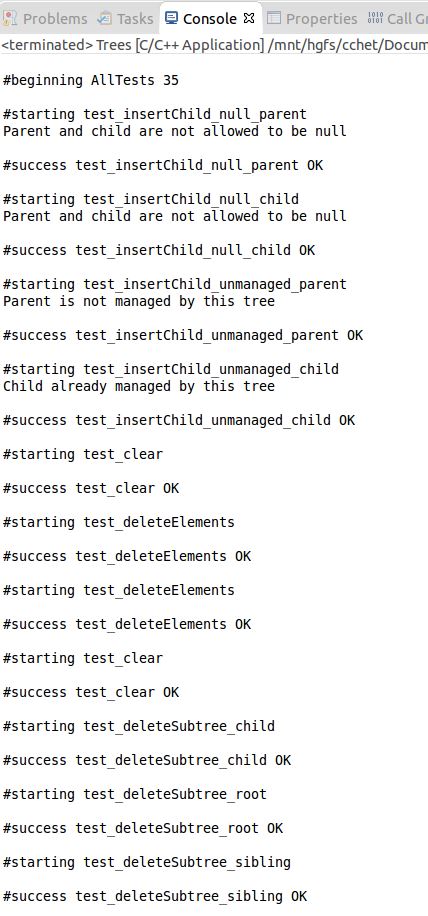 Problems Tasks Console Properties Call Gr
<terminated> Trees [C/C++ Application] /mnt/hgfs/cchet/Docum
#beginning AllTests 35
#starting test_insertChild_null_parent
Parent and child are not allowed to be null
#success test_insertChild_null_parent OK
#starting test_insertChild_null_child
Parent and child are not allowed to be null
#success test_insertChild_null_child OK
#starting test_insertChild_unmanaged_parent
Parent is not managed by this tree
#success test_insertChild_unmanaged_parent OK
#starting test_insertChild_unmanaged_child
Child already managed by this tree
#success test_insertChild_unmanaged_child OK
#starting test_clear
#success test_clear OK
#starting test_deleteElements
#success test_deleteElements OK
#starting test_deleteElements
#success test_deleteElements OK
#starting test_clear
#success test_clear OK
#starting test_deleteSubtree_child
#success test_deleteSubtree_child OK
#starting test_deleteSubtree_root
#success test_deleteSubtree_root OK
#starting test_deleteSubtree_sibling
#success test_deleteSubtree_sibling OK